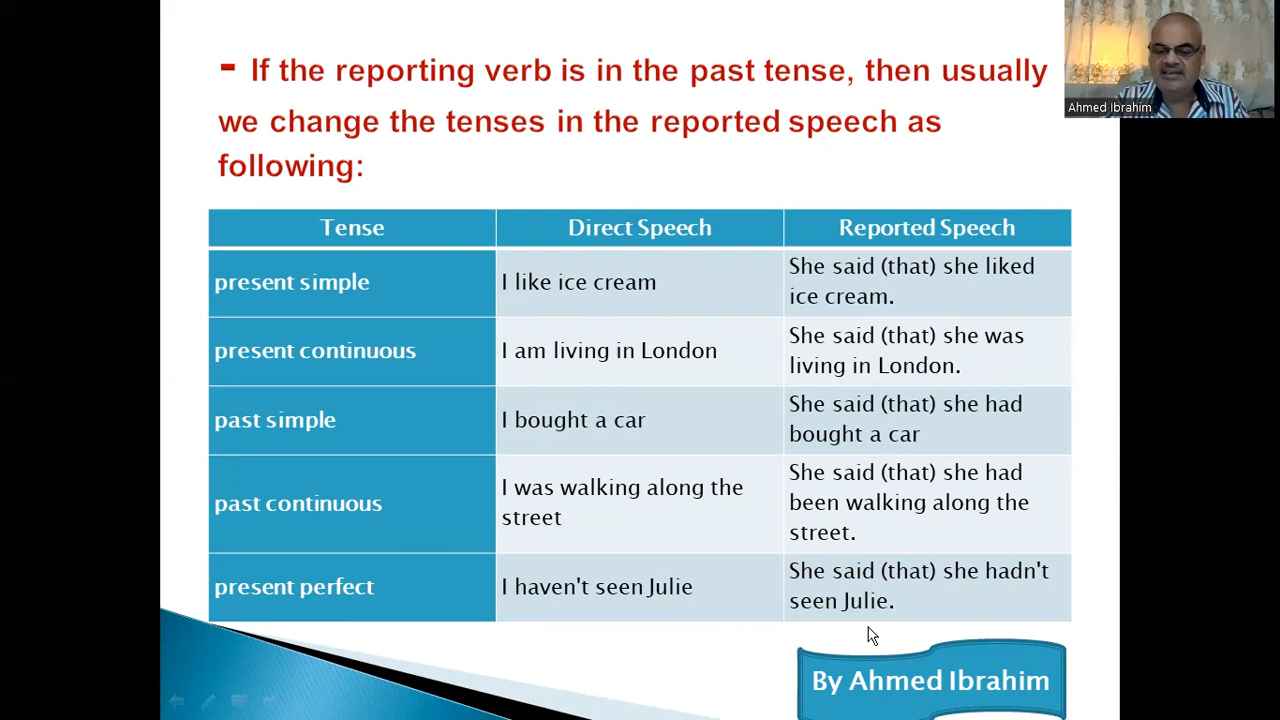 - If the reporting verb is in the past tense, then usually
we change the tenses in the reported speech as
following:
Ahmed Ibrahim
Tense
Direct Speech
Reported Speech
present simple
I like ice cream
She said (that) she liked
ice cream.
present continuous
I am living in London
She said (that) she was
living in London.
past simple
I bought a car
She said (that) she had
bought a car
past continuous
I was walking along the
street
She said (that) she had
been walking along the
street.
present perfect
I haven't seen Julie
She said (that) she hadn't
seen Julie.
By Ahmed Ibrahim